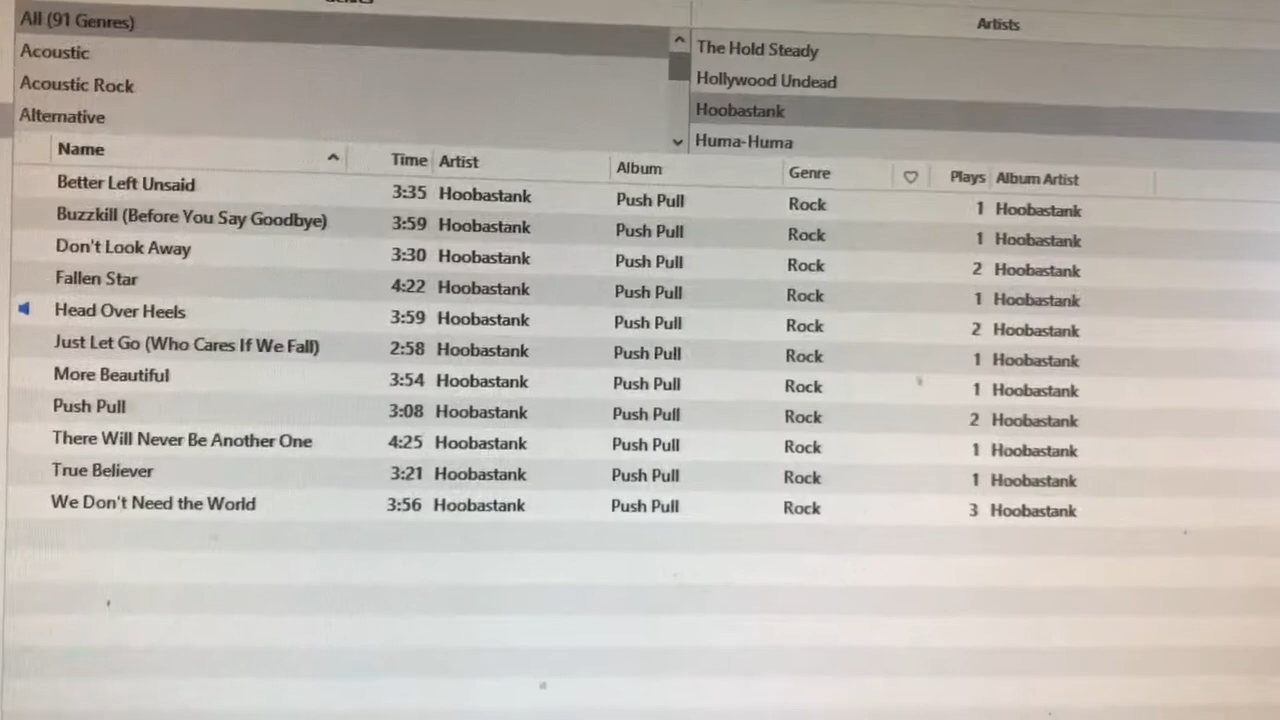 All (91 Genres)
Acoustic
Acoustic Rock
Alternative
Artists
The Hold Steady
Hollywood Undead
Hoobastank
Huma-Huma
Name Time Artist Album Genre Plays Album Artist
Better Left Unsaid 3:35 Hoobastank Push Pull Rock 1 Hoobastank
Buzzkill (Before You Say Goodbye) 3:59 Hoobastank Push Pull Rock 1 Hoobastank
Don't Look Away 3:30 Hoobastank Push Pull Rock 2 Hoobastank
Fallen Star 4:22 Hoobastank Push Pull Rock 1 Hoobastank
Head Over Heels 3:59 Hoobastank Push Pull Rock 2 Hoobastank
Just Let Go (Who Cares If We Fall) 2:58 Hoobastank Push Pull Rock 1 Hoobastank
More Beautiful 3:54 Hoobastank Push Pull Rock 1 Hoobastank
Push Pull 3:08 Hoobastank Push Pull Rock 2 Hoobastank
There Will Never Be Another One 4:25 Hoobastank Push Pull Rock 1 Hoobastank
True Believer 3:21 Hoobastank Push Pull Rock 1 Hoobastank
We Don't Need the World 3:56 Hoobastank Push Pull Rock 3 Hoobastank